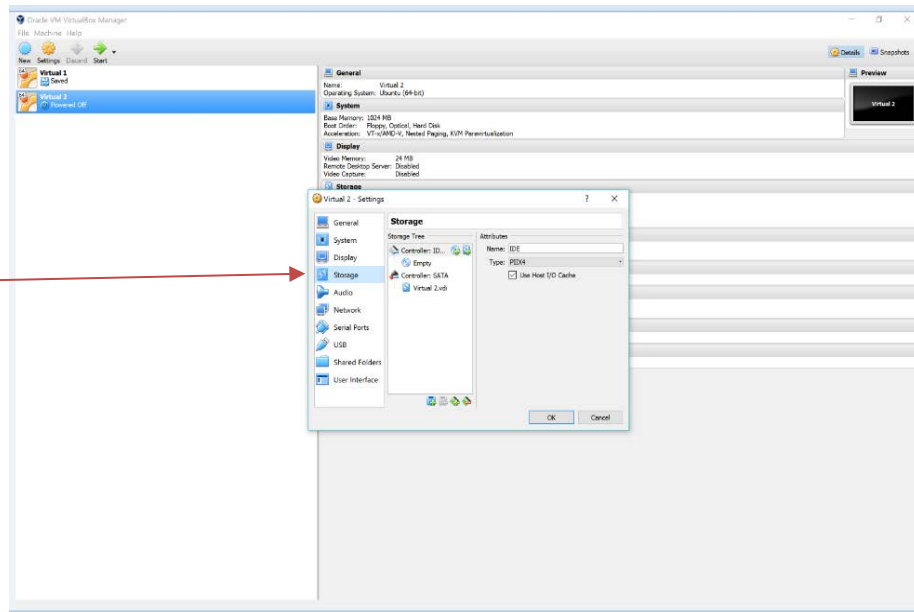 Oracle VM VirtualBox Manager
File Machine Help
New Settings Discard Start
Details Snapshots
Virtual 1
Saved
Virtual 2
Powered Off
General
Name: Virtual 2
Operating System: Ubuntu (64-bit)
System
Base Memory: 1024 MB
Boot Order: Floppy, Optical, Hard Disk
Acceleration: VT-x/AMD-V, Nested Paging, KVM Paravirtualization
Display
Video Memory: 24 MB
Remote Desktop Server: Disabled
Video Capture: Disabled
Storage
Preview
Virtual 2
Virtual 2 - Settings ? ×
General
System
Display
Storage
Audio
Network
Serial Ports
USB
Shared Folders
User Interface
Storage
Storage Tree
Controller: ID...
Empty
Controller: SATA
Virtual 2.vdi
Attributes
Name: IDE
Type: PIIX4
Use Host I/O Cache
OK Cancel